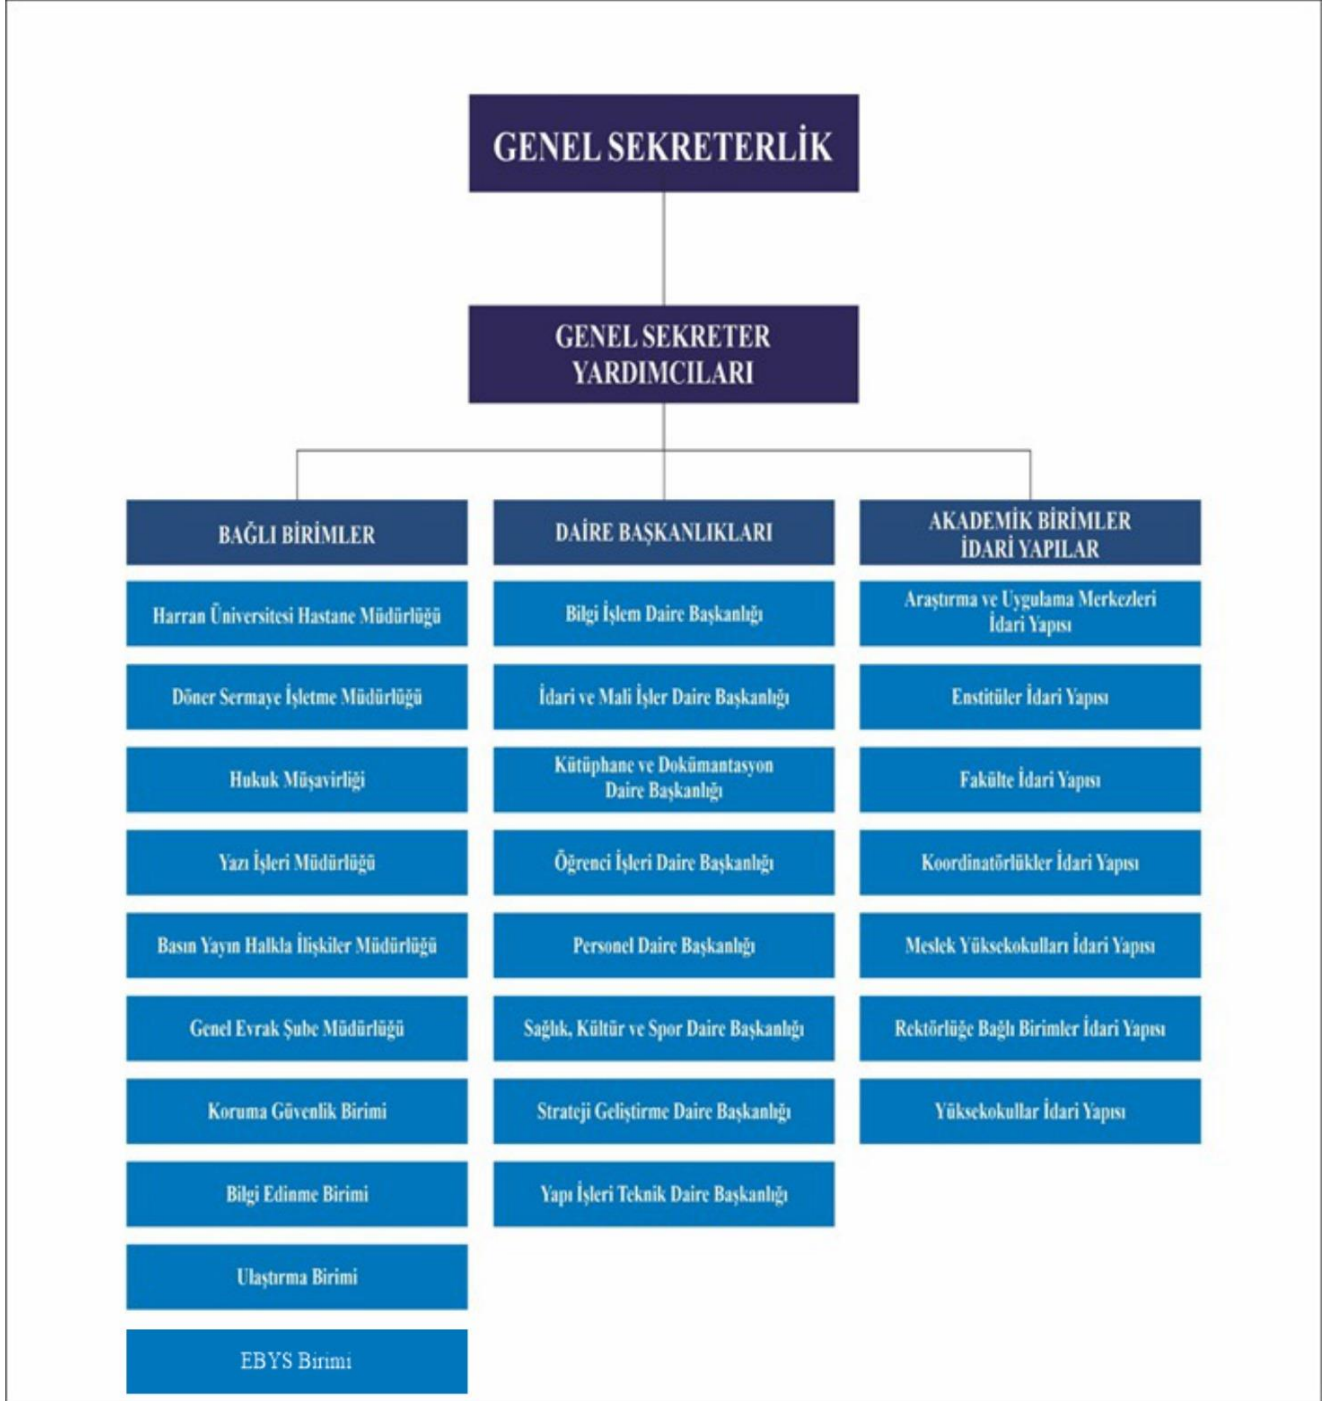 GENEL SEKRETERLİK
GENEL SEKRETER
YARDIMCILARI
BAĞLI BİRİMLER
Harran Üniversitesi Hastane Müdürlüğü
Döner Sermaye İşletme Müdürlüğü
Hukuk Müşavirliği
Yazı İşleri Müdürlüğü
Basın Yayın Halkla İlişkiler Müdürlüğü
Genel Evrak Şube Müdürlüğü
Koruma Güvenlik Birimi
Bilgi Edinme Birimi
Ulaştırma Birimi
EBYS Birimi
DAİRE BAŞKANLIKLARI
Bilgi İşlem Daire Başkanlığı
İdari ve Mali İşler Daire Başkanlığı
Kütüphane ve Dokümantasyon
Daire Başkanlığı
Öğrenci İşleri Daire Başkanlığı
Personel Daire Başkanlığı
Sağlık, Kültür ve Spor Daire Başkanlığı
Strateji Geliştirme Daire Başkanlığı
Yapı İşleri Teknik Daire Başkanlığı
AKADEMİK BİRİMLER
İDARİ YAPILAR
Araştırma ve Uygulama Merkezleri
İdari Yapısı
Enstitüler İdari Yapısı
Fakülte İdari Yapısı
Koordinatörlükler İdari Yapısı
Meslek Yüksekokulları İdari Yapısı
Rektörlüğe Bağlı Birimler İdari Yapısı
Yüksekokullar İdari Yapısı